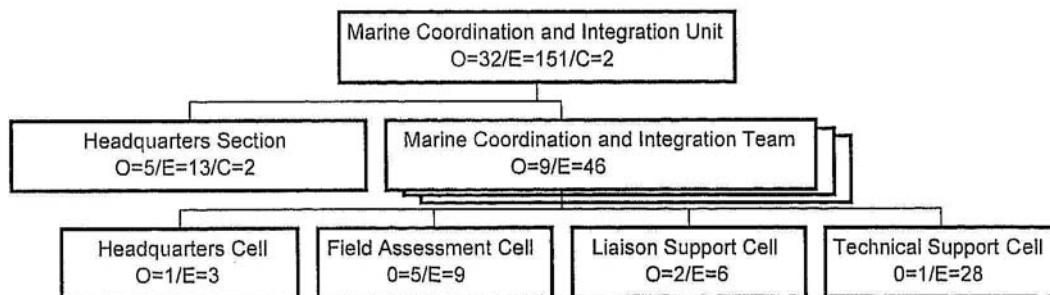 Marine Coordination and Integration Unit
O=32/E=151/C=2
Headquarters Section
O=5/E=13/C=2
Marine Coordination and Integration Team
O=9/E=46
Headquarters Cell
O=1/E=3
Field Assessment Cell
0=5/E=9
Liaison Support Cell
O=2/E=6
Technical Support Cell
0=1/E=28